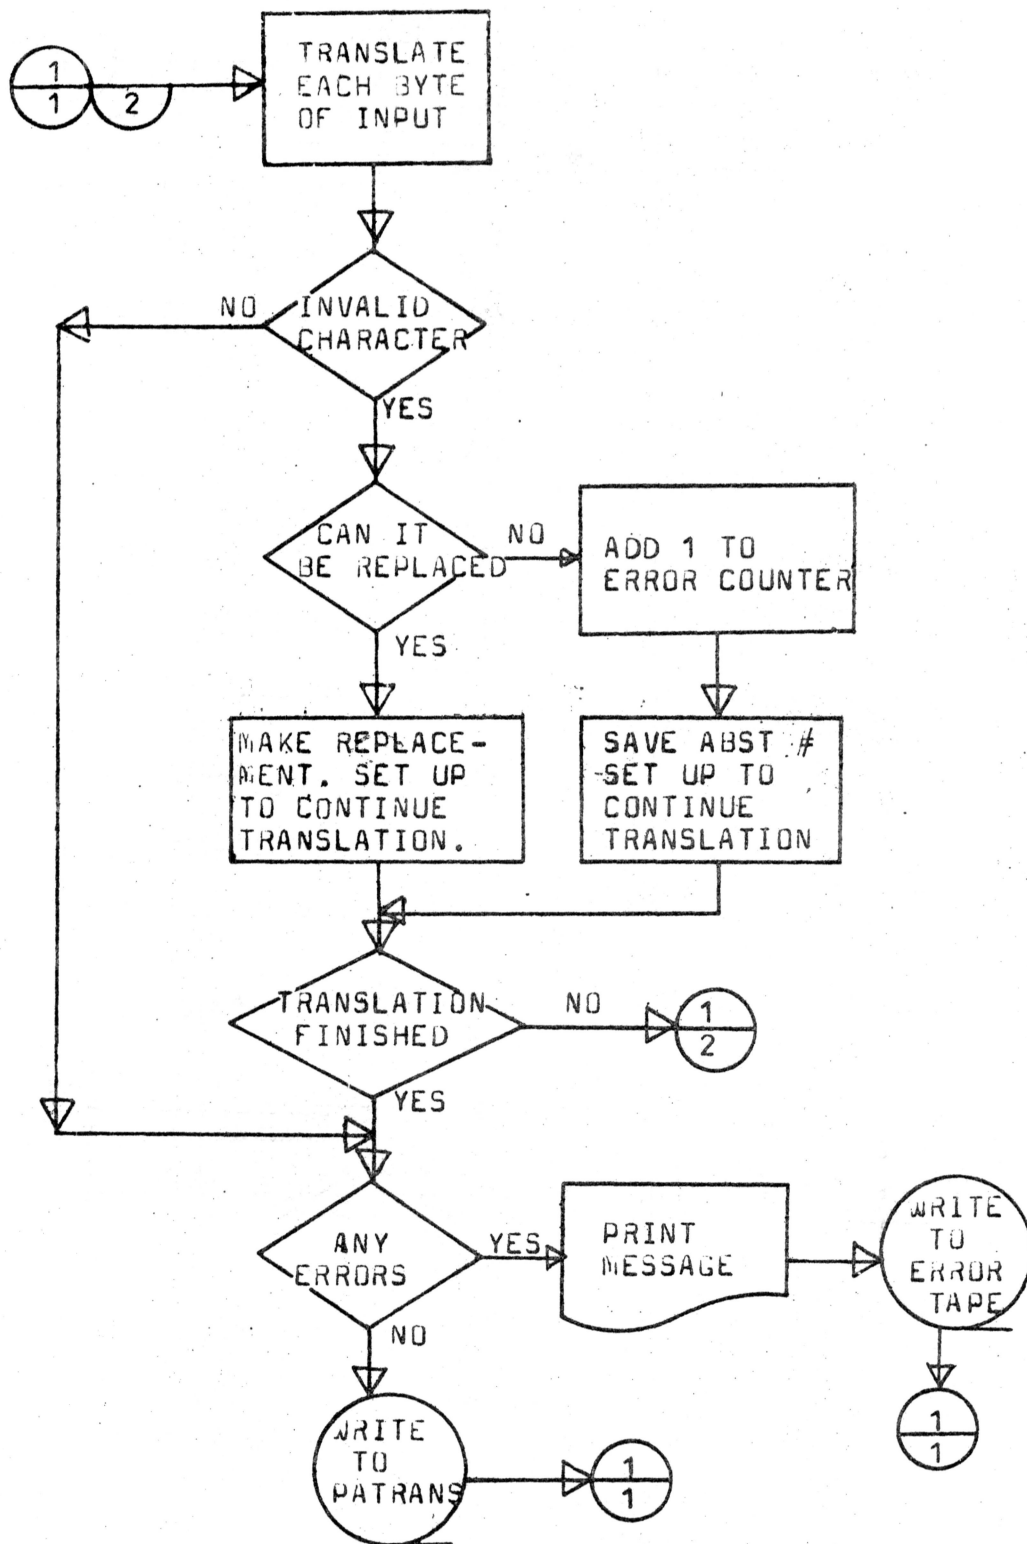 TRANSLATE
EACH BYTE
OF INPUT
1
1
2
NO
INVALID
CHARACTER
YES
CAN IT
BE REPLACED
NO
ADD 1 TO
ERROR COUNTER
YES
MAKE REPLACE-
MENT. SET UP
TO CONTINUE
TRANSLATION.
SAVE ABST #
SET UP TO
CONTINUE
TRANSLATION
TRANSLATION
FINISHED
NO
1
2
YES
ANY
ERRORS
YES
PRINT
MESSAGE
WRITE
TO
ERROR
TAPE
NO
1
1
WRITE
TO
PATRANS
1
1